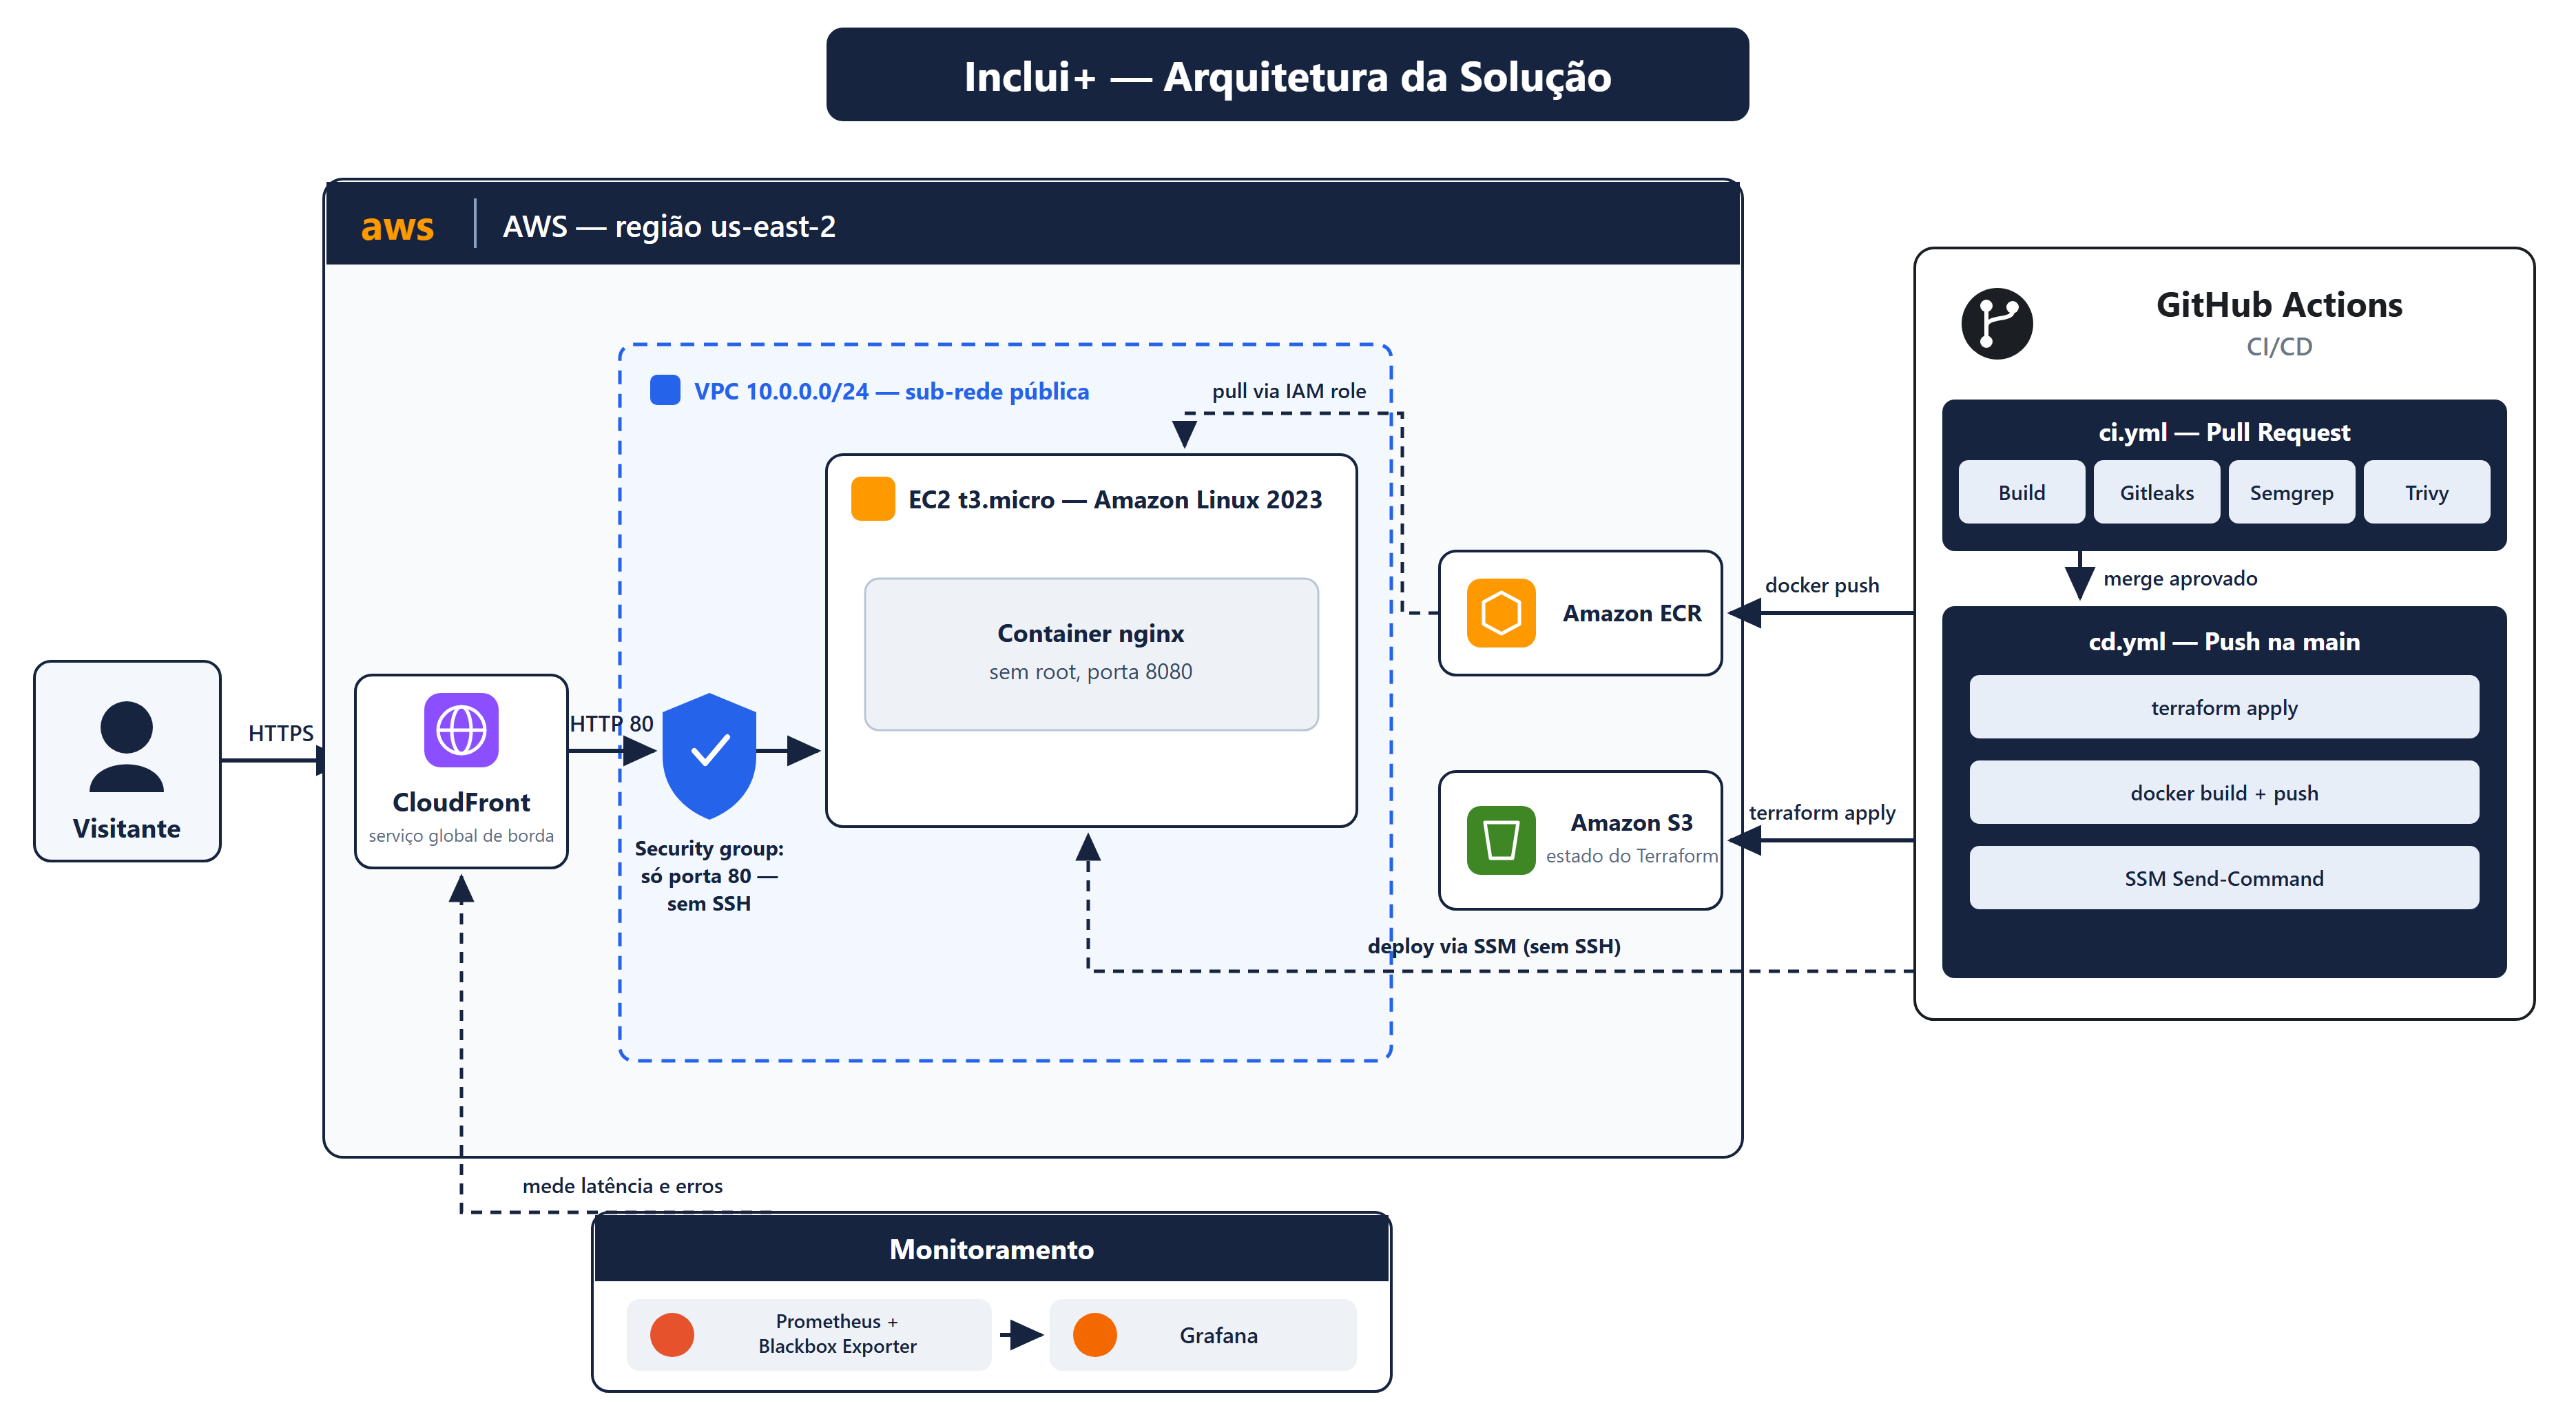 Inclui+ — Arquitetura da Solução
aws
AWS — região us-east-2
VPC 10.0.0.0/24 — sub-rede pública
pull via IAM role
EC2 t3.micro — Amazon Linux 2023
Container nginx
sem root, porta 8080
Visitante
HTTPS
CloudFront
serviço global de borda
HTTP 80
Security group:
só porta 80 —
sem SSH
Amazon ECR
docker push
Amazon S3
estado do Terraform
terraform apply
deploy via SSM (sem SSH)
GitHub Actions
CI/CD
ci.yml — Pull Request
Build
Gitleaks
Semgrep
Trivy
merge aprovado
cd.yml — Push na main
terraform apply
docker build + push
SSM Send-Command
mede latência e erros
Monitoramento
Prometheus +
Blackbox Exporter
Grafana